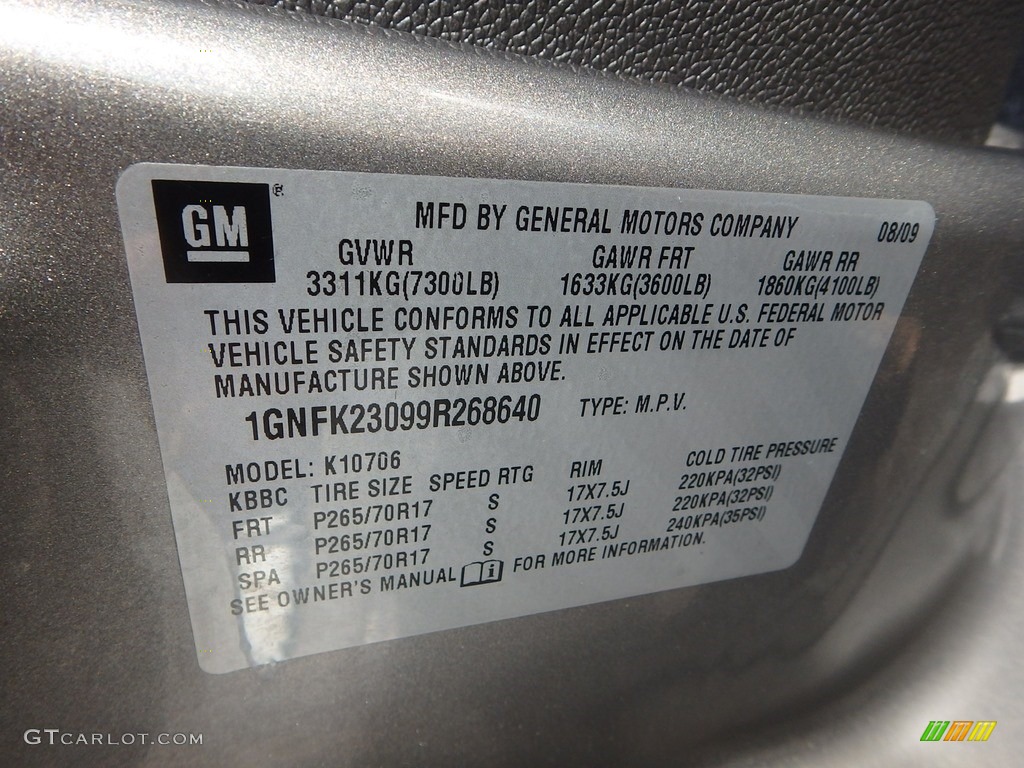 GM ®
MFD BY GENERAL MOTORS COMPANY 08/09
GVWR GAWR FRT GAWR RR
3311KG(7300LB) 1633KG(3600LB) 1860KG(4100LB)
THIS VEHICLE CONFORMS TO ALL APPLICABLE U.S. FEDERAL MOTOR
VEHICLE SAFETY STANDARDS IN EFFECT ON THE DATE OF
MANUFACTURE SHOWN ABOVE.
1GNFK23099R268640 TYPE: M.P.V.
MODEL: K10706
KBBC TIRE SIZE SPEED RTG RIM COLD TIRE PRESSURE
FRT P265/70R17 S 17X7.5J 220KPA(32PSI)
RR P265/70R17 S 17X7.5J 220KPA(32PSI)
SPA P265/70R17 S 17X7.5J 240KPA(35PSI)
SEE OWNER'S MANUAL i FOR MORE INFORMATION.
GTCARLOT.COM